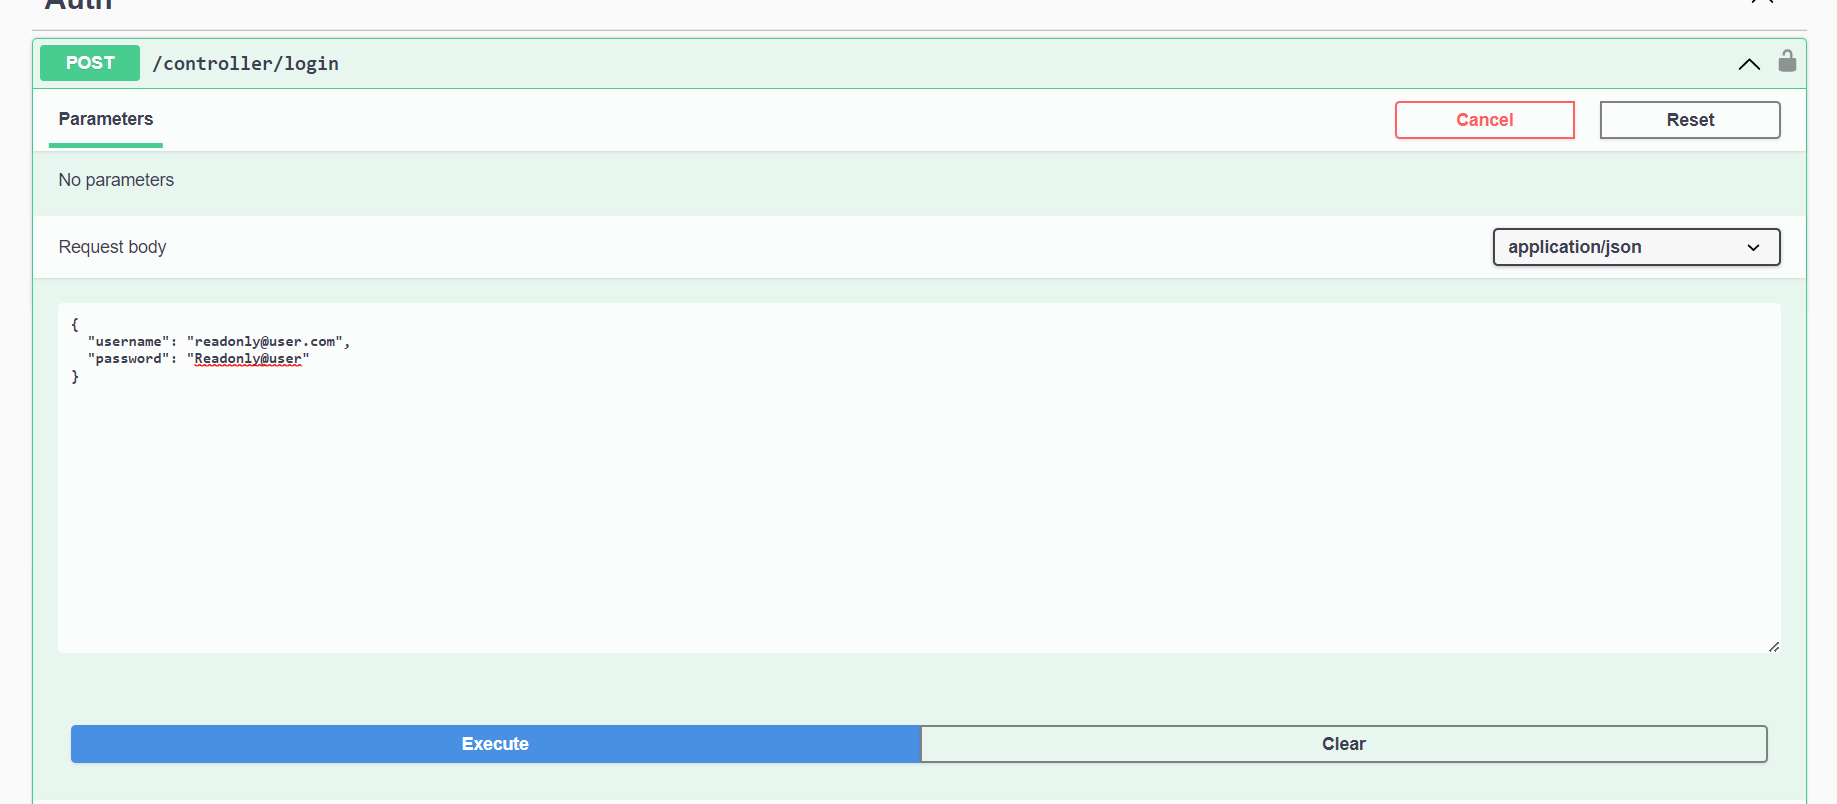 Auth
POST /controller/login
Parameters
Cancel
Reset
No parameters
Request body
application/json
{
  "username": "readonly@user.com",
  "password": "Readonly@user"
}
Execute
Clear